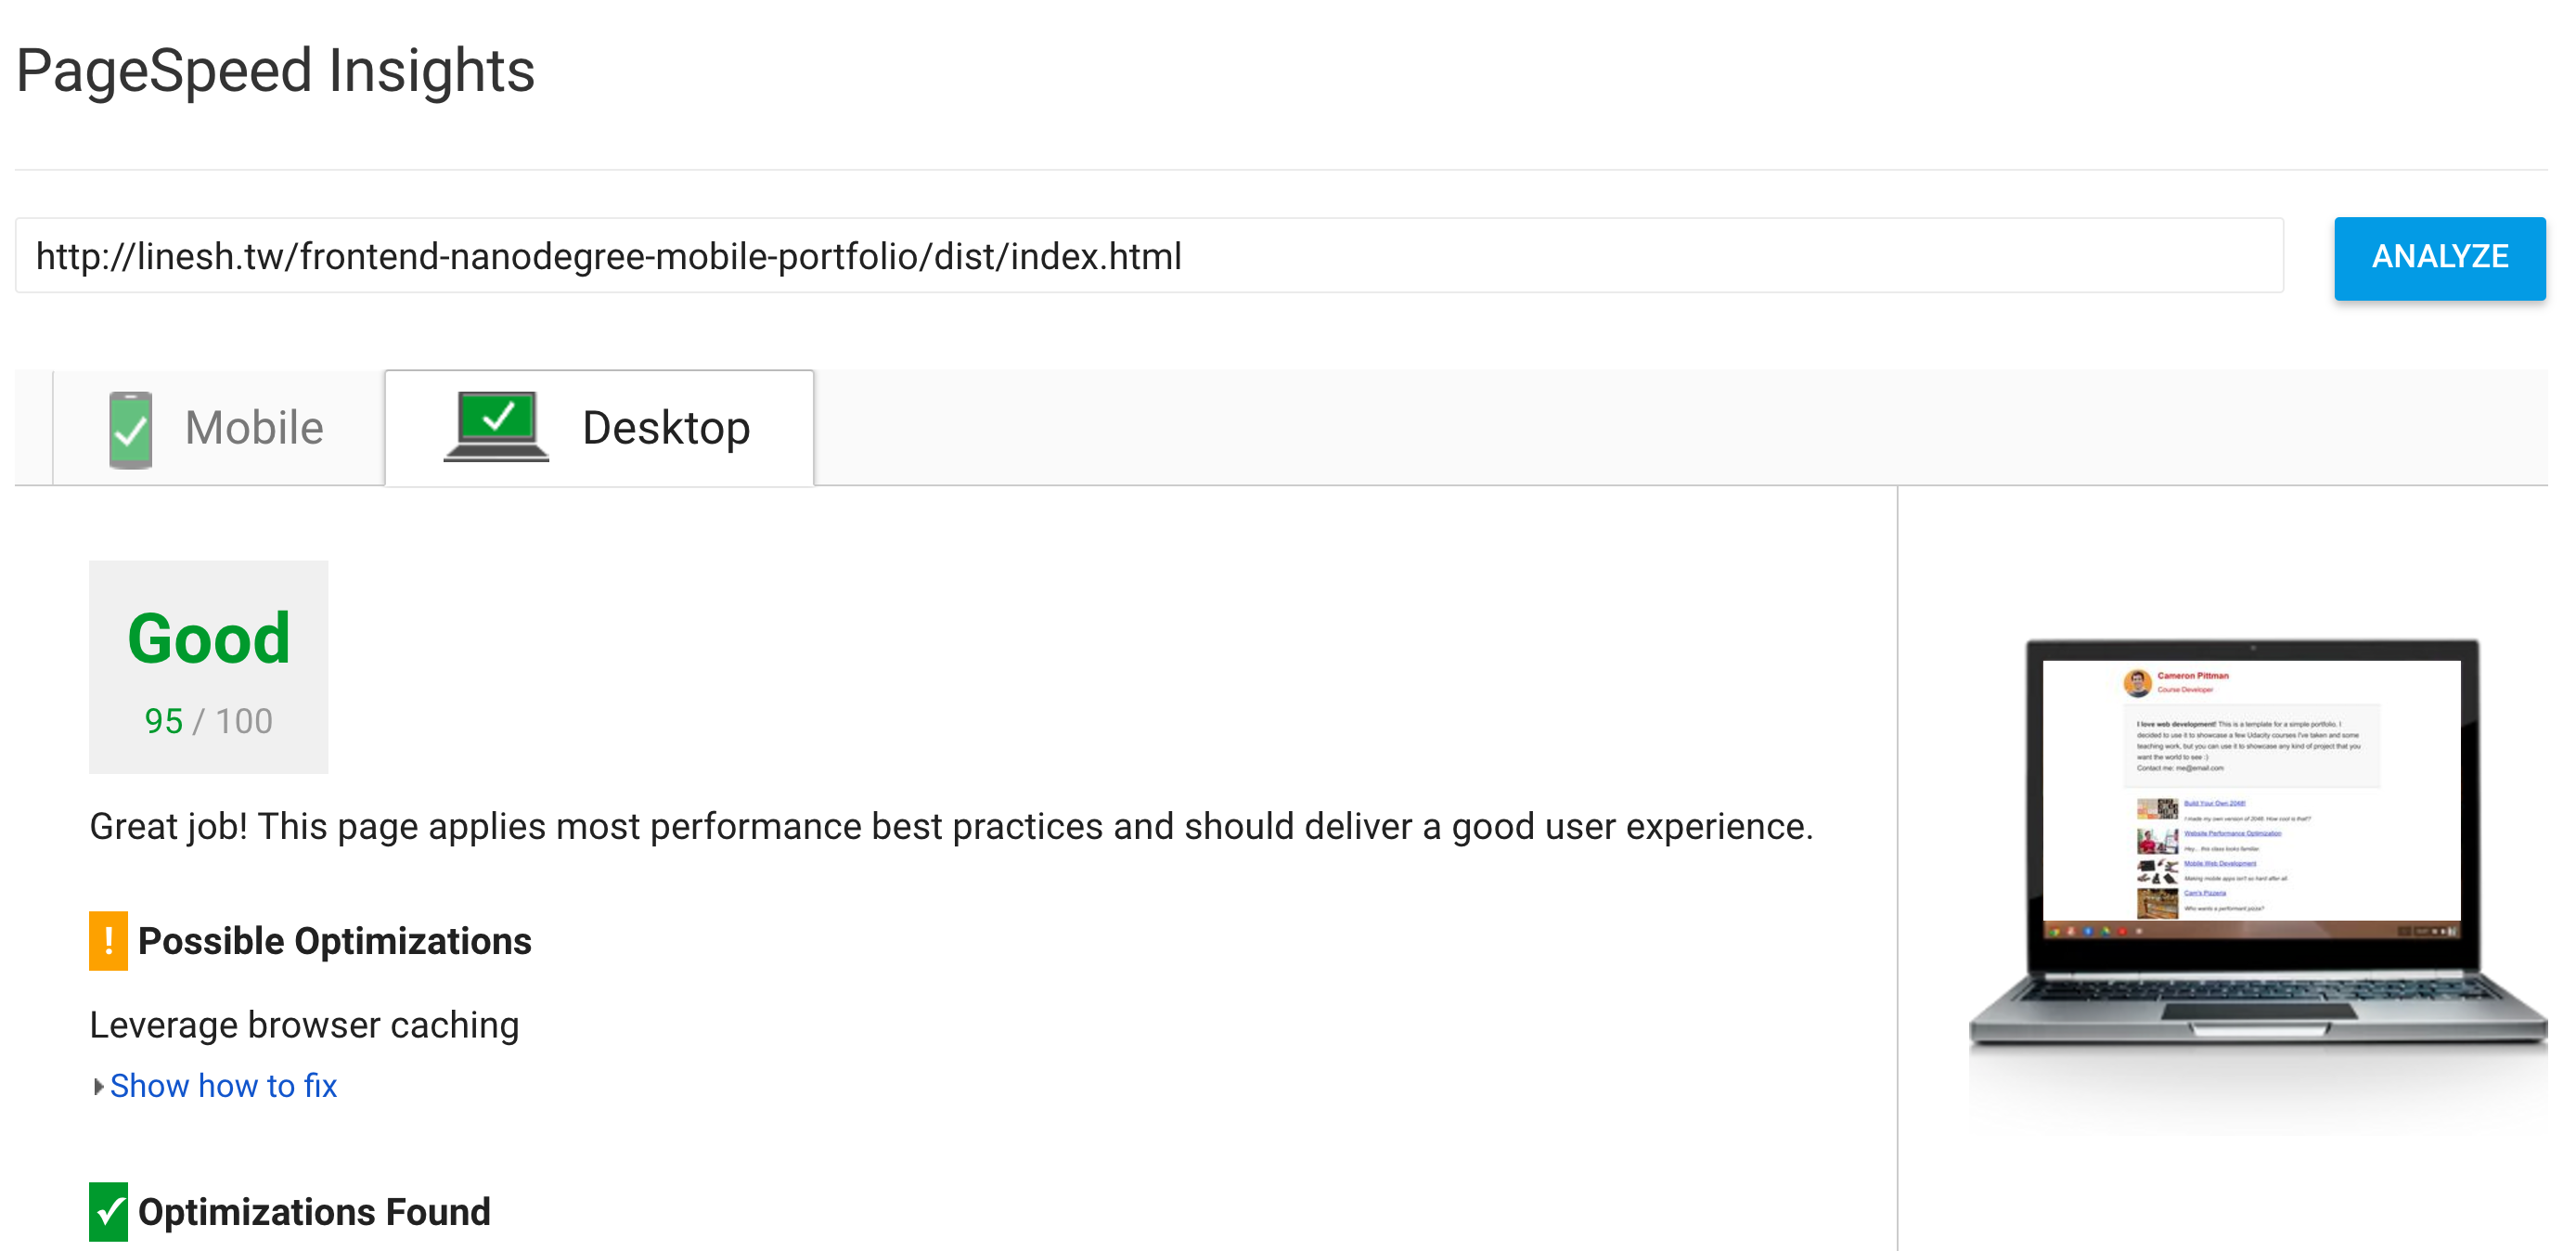 PageSpeed Insights
http://linesh.tw/frontend-nanodegree-mobile-portfolio/dist/index.html
ANALYZE
Mobile
Desktop
Good
95 / 100
Great job! This page applies most performance best practices and should deliver a good user experience.
! Possible Optimizations
Leverage browser caching
Show how to fix
Optimizations Found
Cameron Pittman
Course Developer
I love web development! This is a template for a simple portfolio. I
decided to use it to showcase a few Udacity courses I've taken and some
teaching work, but you can use it to showcase any kind of project that you
want the world to see :)
Contact me: me@email.com
Build Your Own 2048!
I made my own version of 2048. How cool is that?
Website Performance Optimization
Hey... this class looks familiar.
Mobile Web Development
Making mobile apps isn't so hard after all.
Cam's Pizzeria
Who wants a performant pizza?